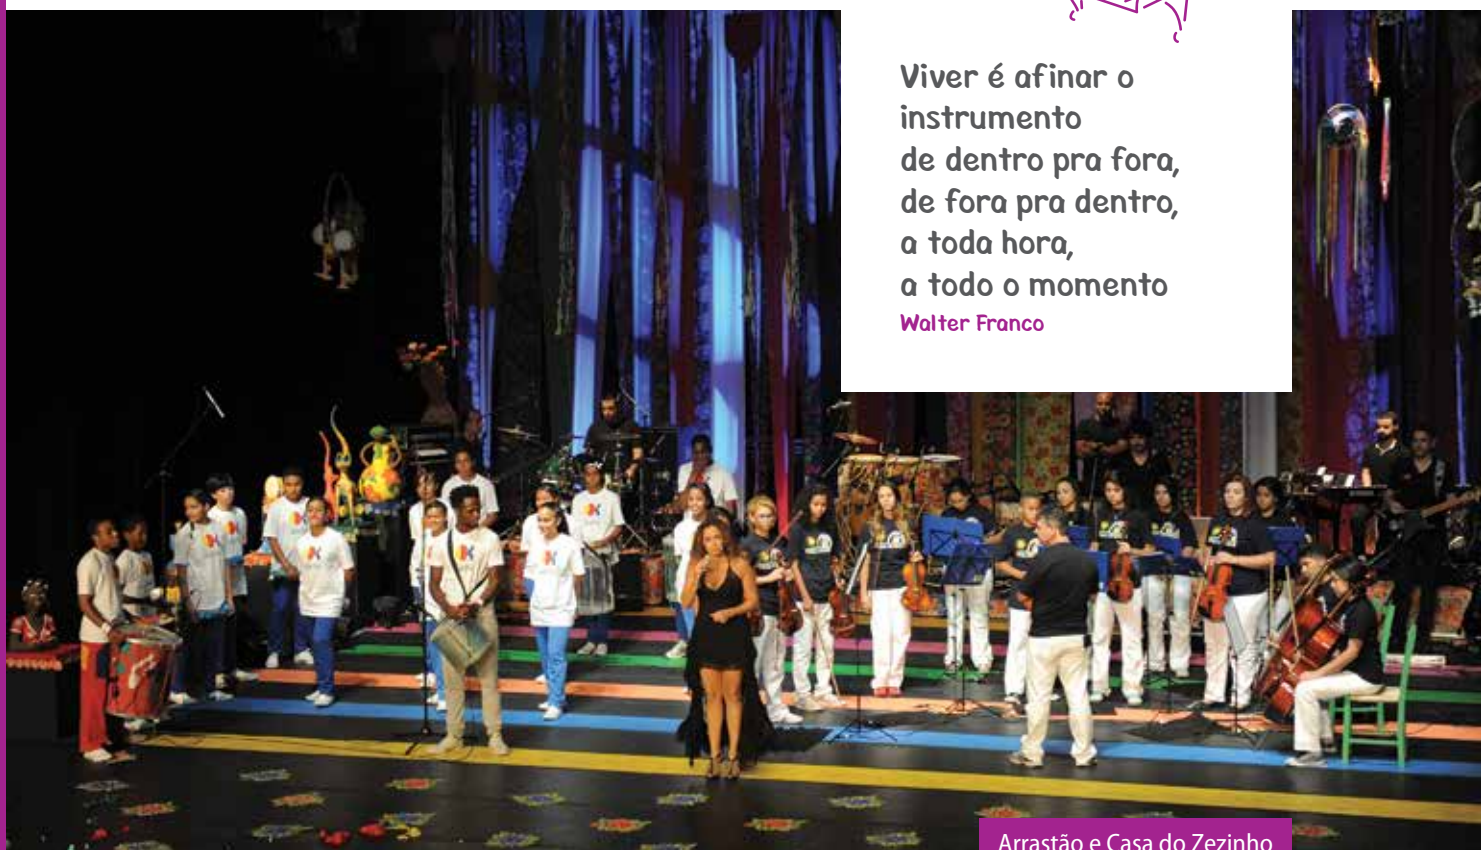 Viver é afinar o
instrumento
de dentro pra fora,
de fora pra dentro,
a toda hora,
a todo o momento
Walter Franco
Arrastão e Casa do Zezinho